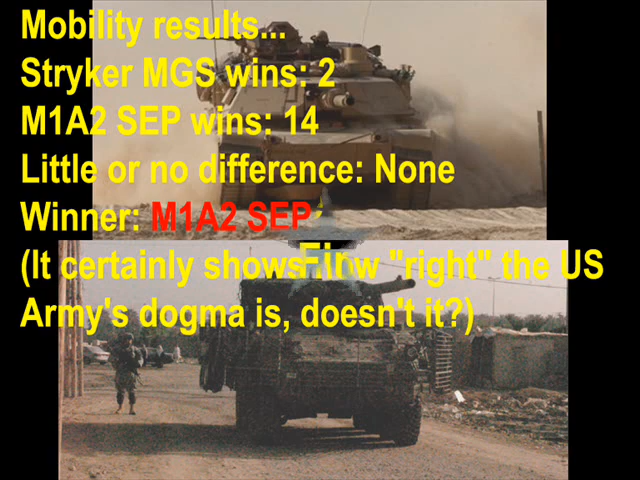 Mobility results...
Stryker MGS wins: 2
M1A2 SEP wins: 14
Little or no difference: None
Winner: M1A2 SEP
(It certainly shows "right" the US
Army's dogma is, doesn't it?)